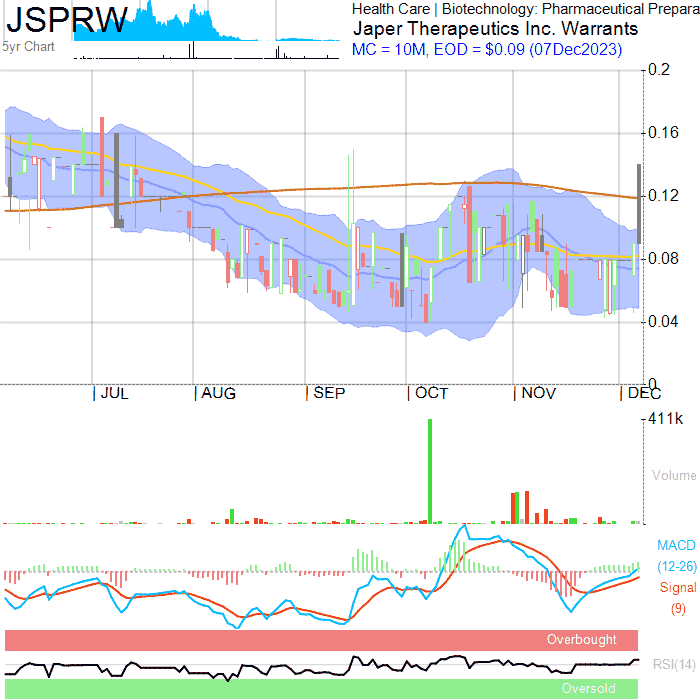 JSPRW
5yr Chart
Health Care | Biotechnology: Pharmaceutical Prepara
Japer Therapeutics Inc. Warrants
MC = 10M, EOD = $0.09 (07Dec2023)
0.2
0.16
0.12
0.08
0.04
0
| JUL | AUG | SEP | OCT | NOV | DEC
411k
Volume
MACD
(12-26)
Signal
(9)
Overbought
RSI(14)
Oversold